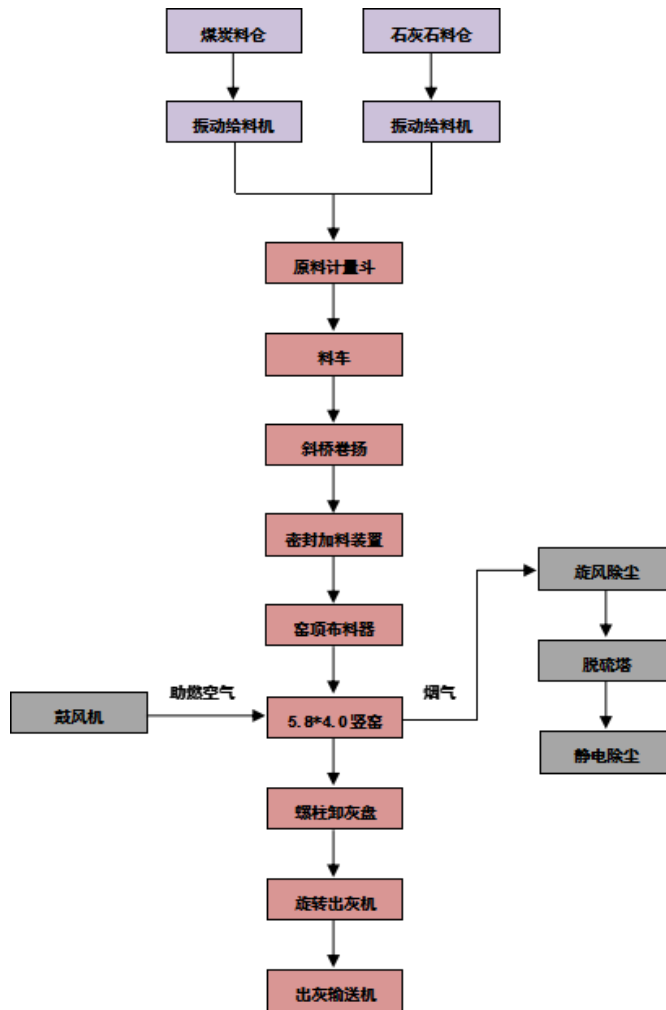 煤炭料仓
石灰石料仓
振动给料机
振动给料机
原料计量斗
料车
斜桥卷扬
密封加料装置
旋风除尘
窑顶布料器
脱硫塔
助燃空气
烟气
鼓风机
5.8*4.0竖窑
静电除尘
螺柱卸灰盘
旋转出灰机
出灰输送机